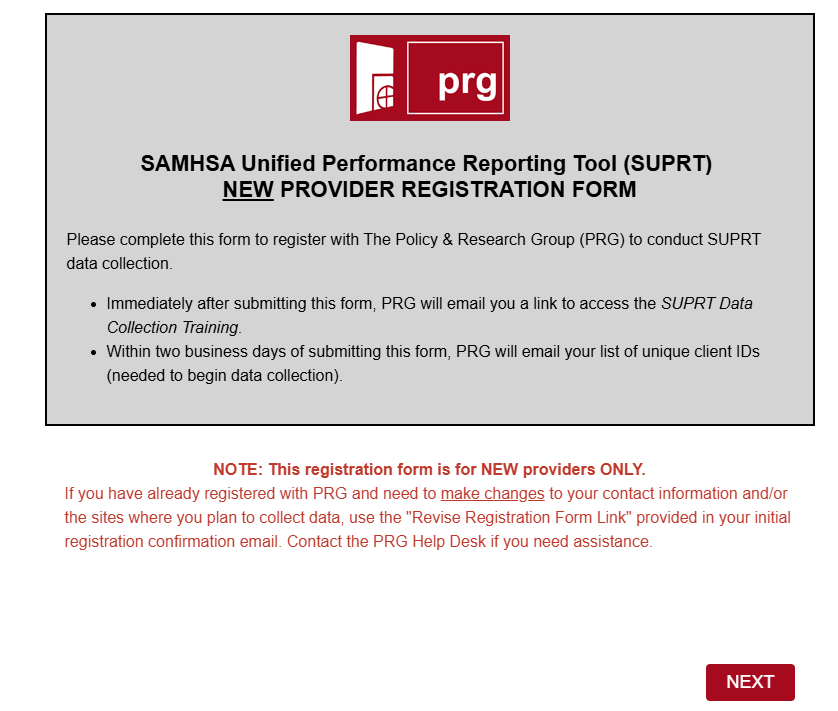 prg
SAMHSA Unified Performance Reporting Tool (SUPRT)
NEW PROVIDER REGISTRATION FORM
Please complete this form to register with The Policy & Research Group (PRG) to conduct SUPRT
data collection.
• Immediately after submitting this form, PRG will email you a link to access the SUPRT Data
Collection Training.
• Within two business days of submitting this form, PRG will email your list of unique client IDs
(needed to begin data collection).
NOTE: This registration form is for NEW providers ONLY.
If you have already registered with PRG and need to make changes to your contact information and/or
the sites where you plan to collect data, use the "Revise Registration Form Link" provided in your initial
registration confirmation email. Contact the PRG Help Desk if you need assistance.
NEXT